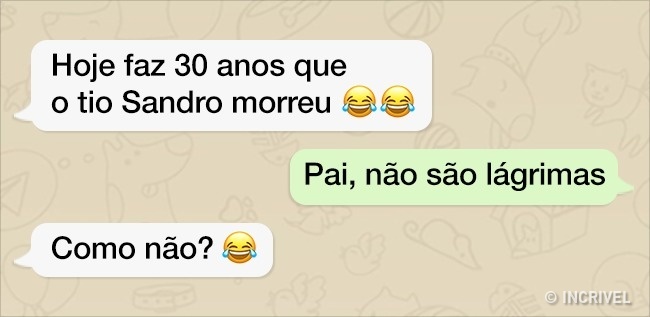 Hoje faz 30 anos que
o tio Sandro morreu 😂😂
Pai, não são lágrimas
Como não? 😂
© INCRIVEL